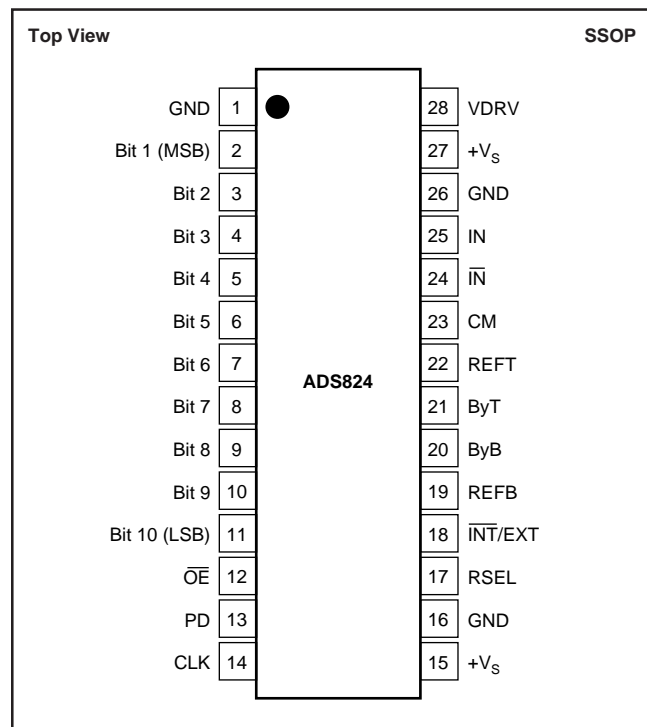 Top View SSOP
GND 1 28 VDRV
Bit 1 (MSB) 2 27 +VS
Bit 2 3 26 GND
Bit 3 4 25 IN
Bit 4 5 24 I̅N̅
Bit 5 6 23 CM
Bit 6 7 22 REFT
ADS824
Bit 7 8 21 ByT
Bit 8 9 20 ByB
Bit 9 10 19 REFB
Bit 10 (LSB) 11 18 I̅N̅T̅/EXT
O̅E̅ 12 17 RSEL
PD 13 16 GND
CLK 14 15 +VS